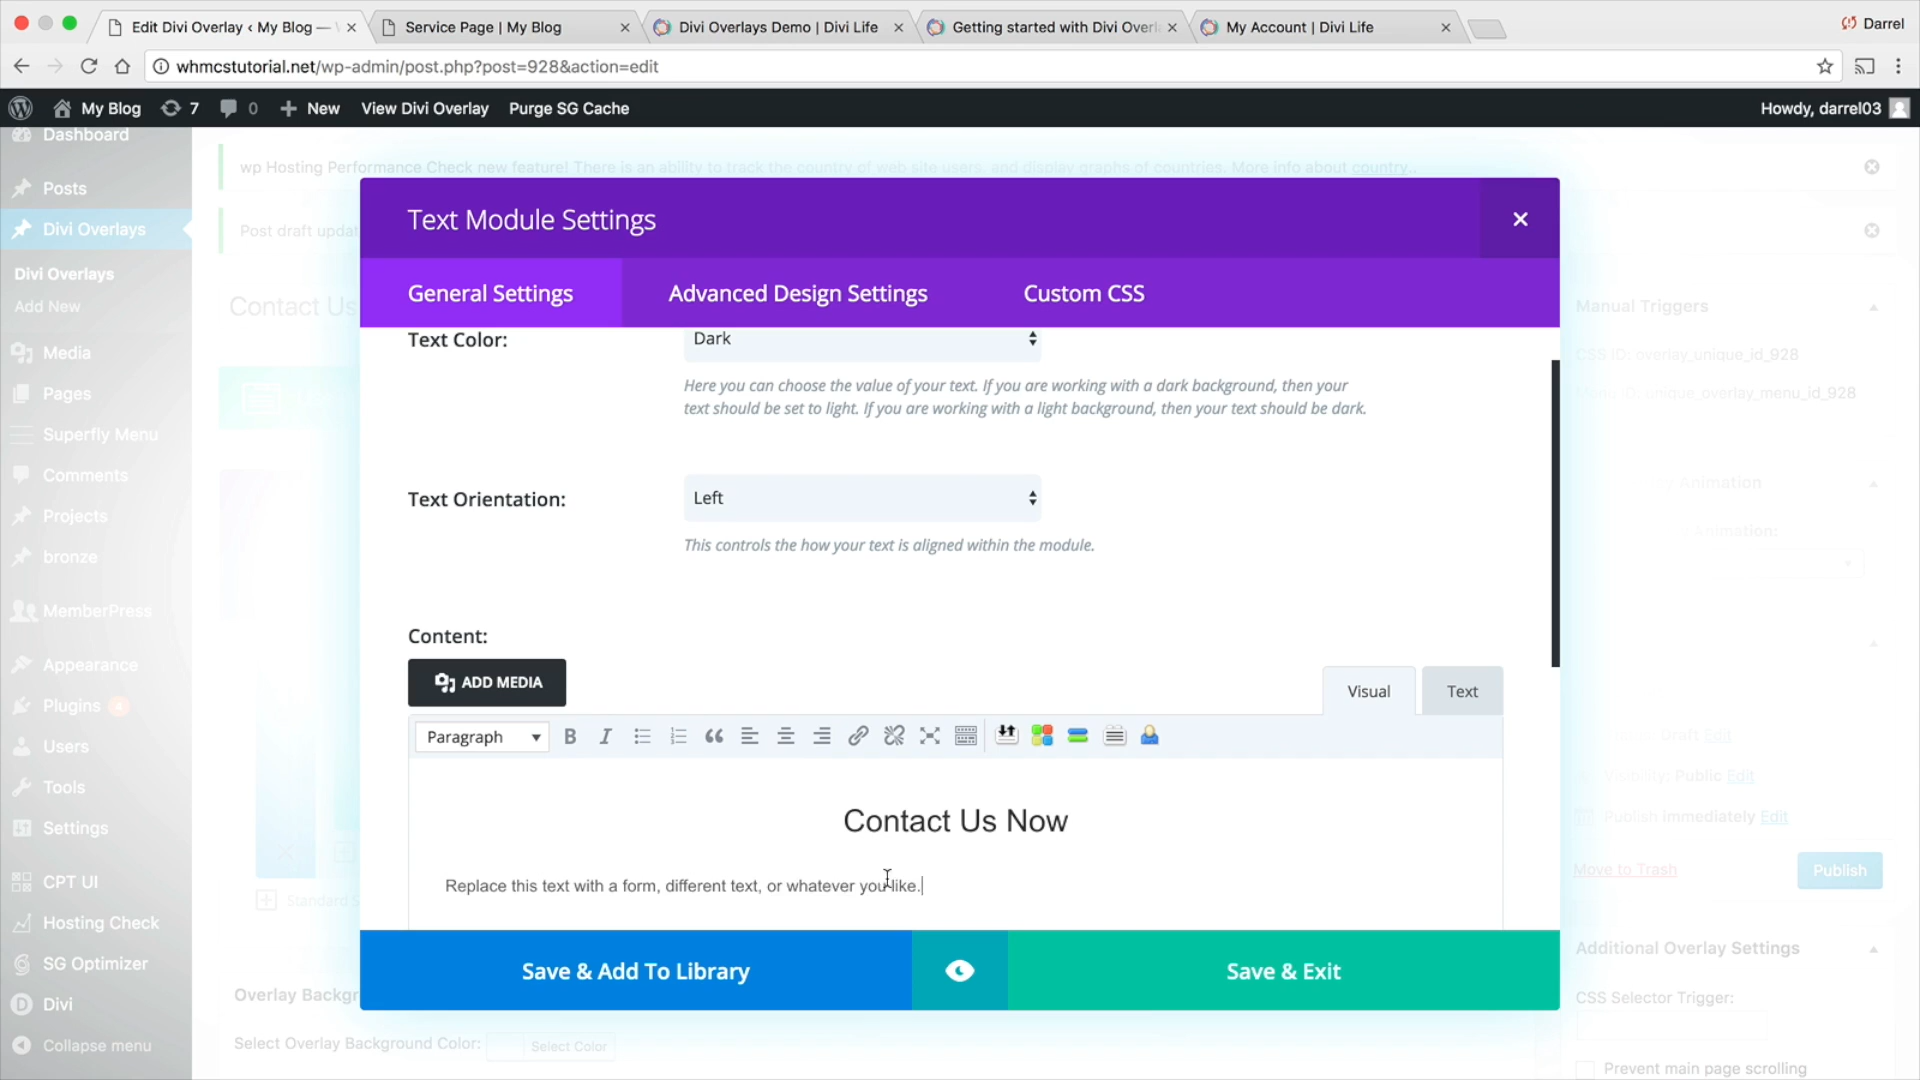 Edit Divi Overlay ‹ My Blog —
Service Page | My Blog
Divi Overlays Demo | Divi Life
Getting started with Divi Overl
My Account | Divi Life
Darrel
whmcstutorial.net/wp-admin/post.php?post=928&action=edit
My Blog
7
0
New
View Divi Overlay
Purge SG Cache
Howdy, darrel03
Dashboard
Posts
Divi Overlays
Divi Overlays
Add New
Media
Pages
Superfly Menu
Comments
Projects
bronze
MemberPress
Appearance
Plugins 4
Users
Tools
Settings
CPT UI
Hosting Check
SG Optimizer
Divi
Collapse menu
wp Hosting Performance Check new feature! There is an ability to track the country of web site users, and display graphs of countries. More info about country..
Post draft updat
Contact Us
Text Module Settings
General Settings
Advanced Design Settings
Custom CSS
Text Color:
Dark
Here you can choose the value of your text. If you are working with a dark background, then your
text should be set to light. If you are working with a light background, then your text should be dark.
Text Orientation:
Left
This controls the how your text is aligned within the module.
Content:
ADD MEDIA
Visual
Text
Paragraph
Contact Us Now
Replace this text with a form, different text, or whatever you like.
Save & Add To Library
Save & Exit
Standard S
Overlay Backgr
Select Overlay Background Color:
Select Color
Manual Triggers
CSS ID: overlay_unique_id_928
unique_overlay_menu_id_928
Animation
Animation:
Draft Edit
Visibility: Public Edit
Publish immediately Edit
Move to Trash
Publish
Additional Overlay Settings
CSS Selector Trigger:
Prevent main page scrolling